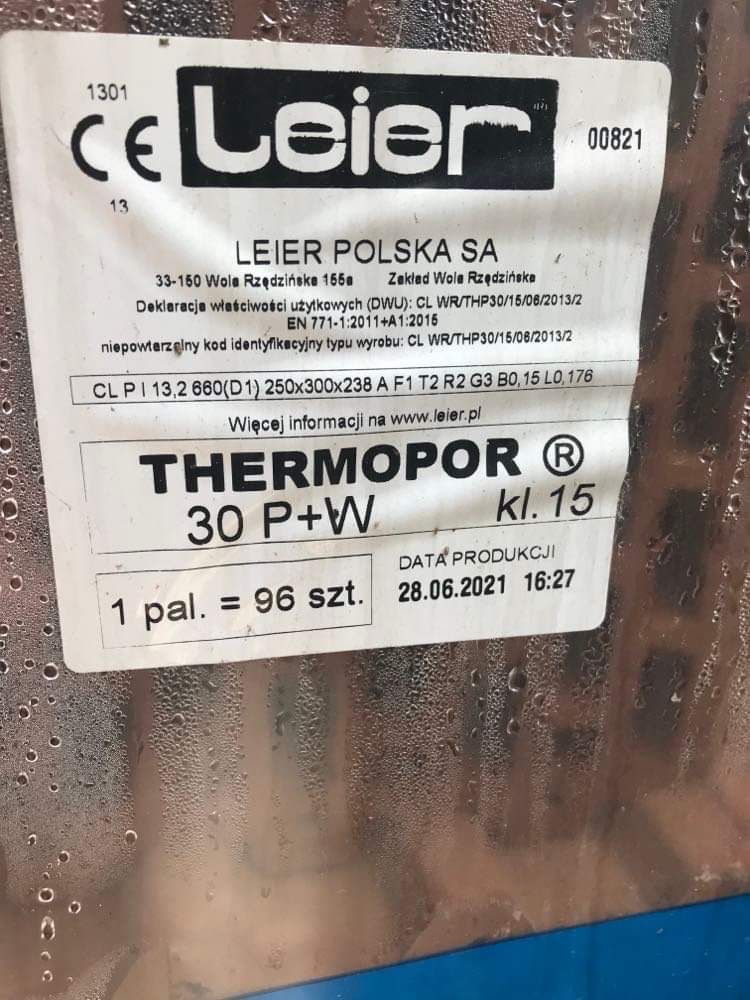 1301
CE
13
Leier
00821
LEIER POLSKA SA
33-150 Wola Rzędzińska 155a Zakład Wola Rzędzińska
Deklaracja właściwości użytkowych (DWU): CL WR/THP30/15/06/2013/2
EN 771-1:2011+A1:2015
niepowtarzalny kod identyfikacyjny typu wyrobu: CL WR/THP30/15/06/2013/2
CL P I 13,2 660(D1) 250x300x238 A F1 T2 R2 G3 B0,15 L0,176
Więcej informacji na www.leier.pl
THERMOPOR ®
30 P+W kl. 15
1 pal. = 96 szt.
DATA PRODUKCJI
28.06.2021 16:27